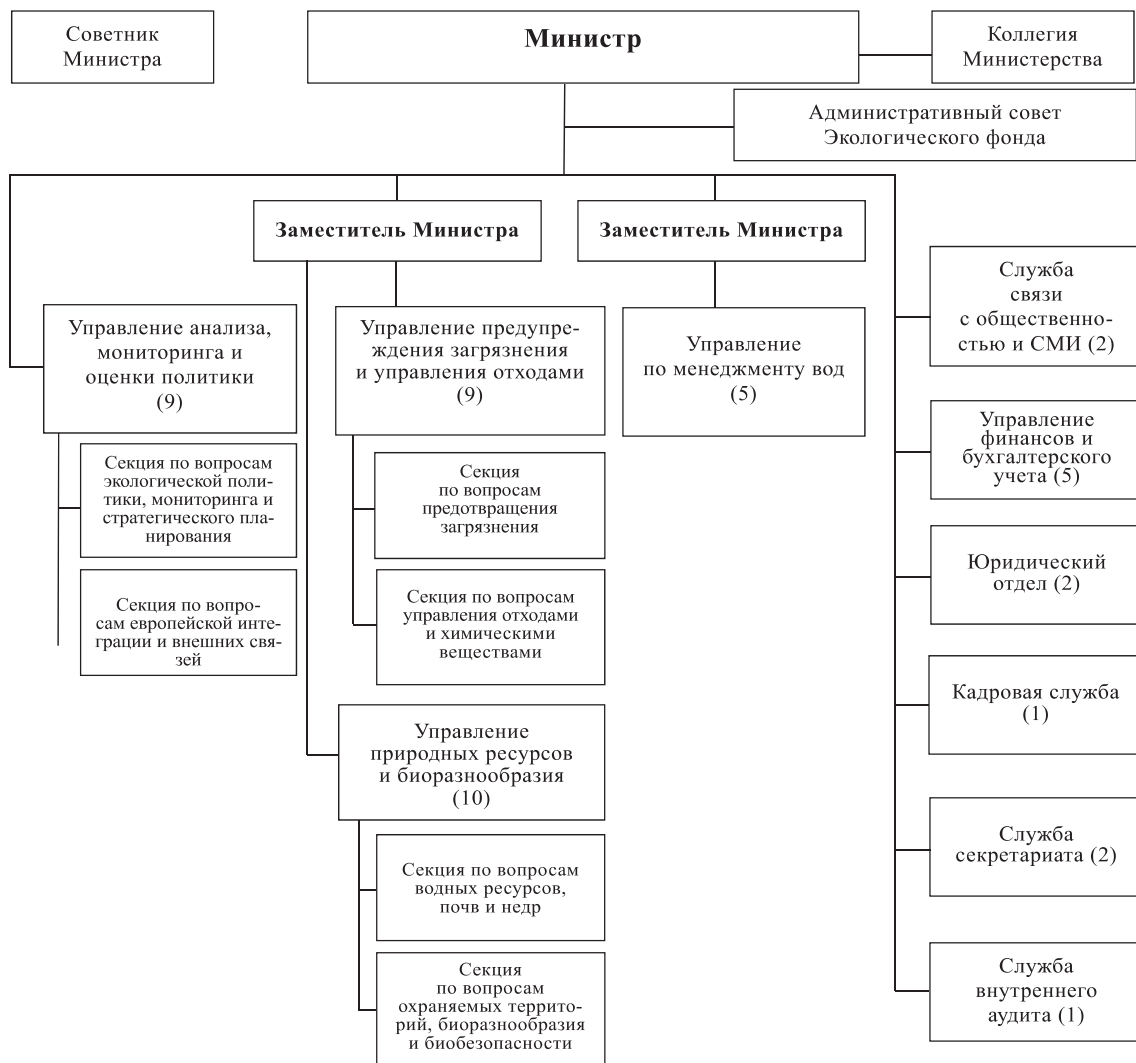 Советник
Министра
Министр
Коллегия
Министерства
Административный совет
Экологического фонда
Заместитель Министра
Заместитель Министра
Управление анализа,
мониторинга и
оценки политики
(9)
Секция по вопросам
экологической поли-
тики, мониторинга и
стратегического пла-
нирования
Секция по вопро-
сам европейской инте-
грации и внешних свя-
зей
Управление предупре-
ждения загрязнения
и управления отходами
(9)
Секция
по вопросам
предотвращения
загрязнения
Секция по вопросам
управления отходами
и химическими
веществами
Управление
природных ресурсов
и биоразнообразия
(10)
Секция по вопросам
водных ресурсов,
почв и недр
Секция
по вопросам
охраняемых террито-
рий, биоразнообразия
и биобезопасности
Управление
по менеджменту вод
(5)
Служба
связи
с общественно-
стью и СМИ (2)
Управление
финансов и
бухгалтерского
учета (5)
Юридический
отдел (2)
Кадровая служба
(1)
Служба
секретариата (2)
Служба
внутреннего
аудита (1)